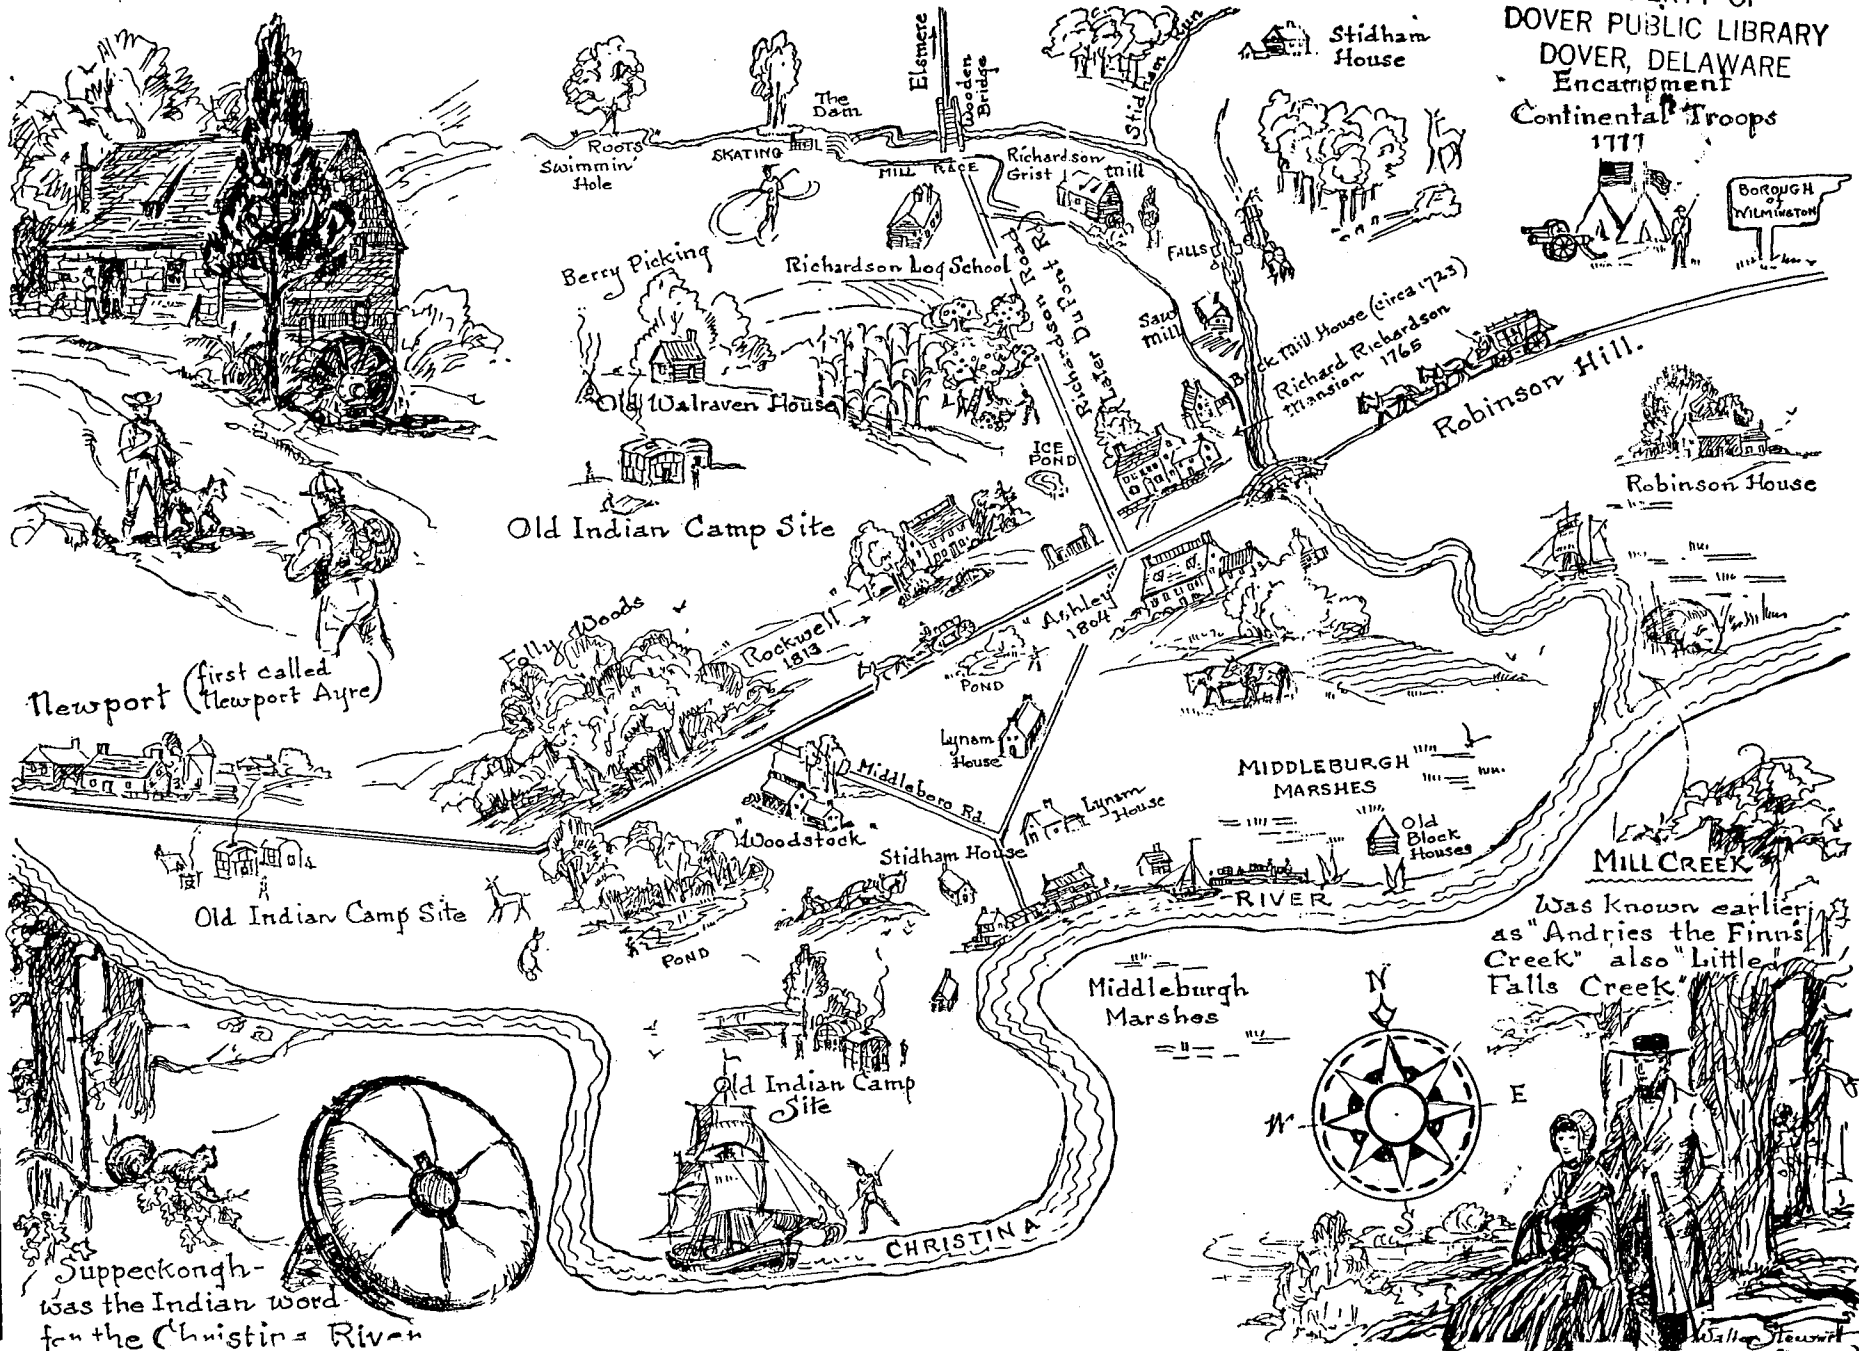 DOVER PUBLIC LIBRARY
DOVER, DELAWARE
Encampment
Continental Troops
1777
BOROUGH
of
WILMINGTON
Stidham
House
Elsmere
Wooden
Bridge
Stidham Run
The
Dam
ROOTS
Swimmin'
Hole
SKATING
MILL RACE
Richardson
Grist Mill
FALLS
Berry Picking
Richardson Log School
Richardson Road
Later DuPont Rd
Saw
Mill
Mill House (circa 1723)
Richard Richardson
Mansion 1765
Robinson Hill.
Robinson House
Old Walraven House
ICE
POND
Old Indian Camp Site
Folly Woods
"Rockwell"
1813
"Ashley"
1804
POND
Newport (first called
Newport Ayre)
Lynam
House
Middleboro Rd
Lynam
House
"Woodstock"
Stidham House
MIDDLEBURGH
MARSHES
Old
Block
Houses
RIVER
Old Indian Camp Site
POND
MILL CREEK
Was known earlier
as "Andries the Finns
Creek" also "Little
Falls Creek"
Middleburgh
Marshes
N
E
W
S
Old Indian Camp
Site
CHRISTINA
Suppeckongh-
was the Indian word
for the Christina River
Walter Stewart